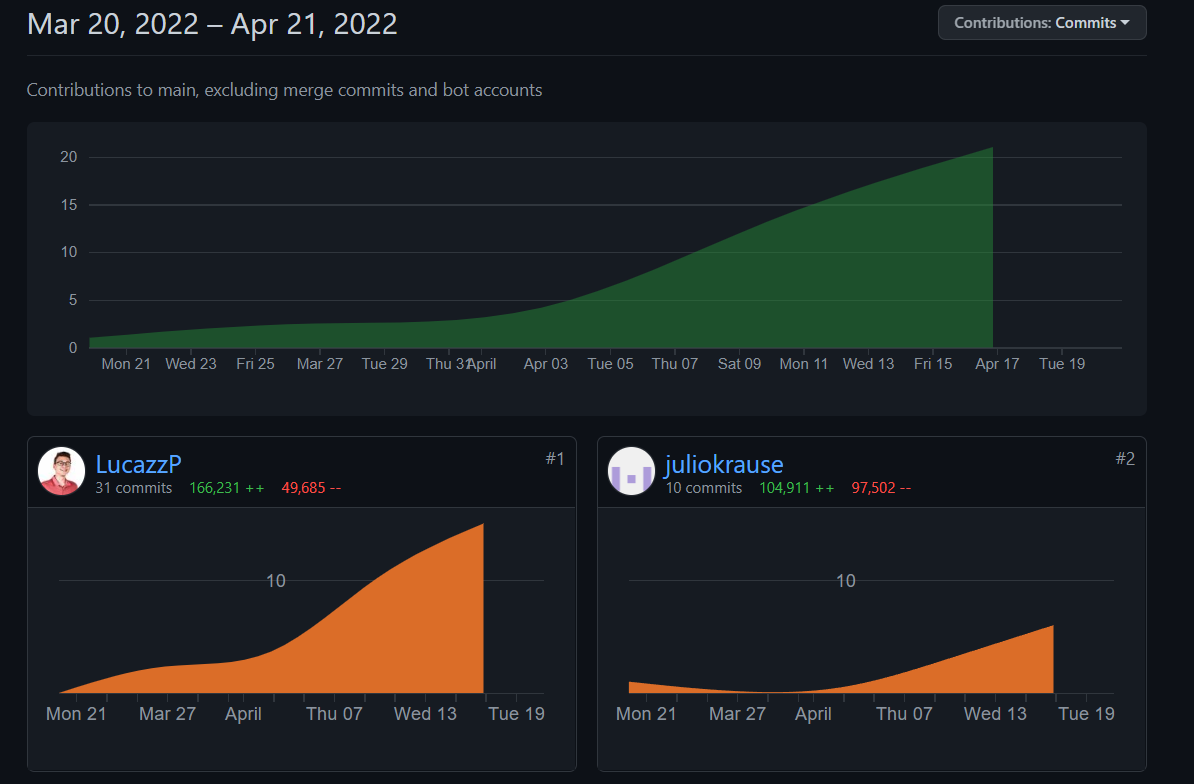 Mar 20, 2022 – Apr 21, 2022
Contributions: Commits
Contributions to main, excluding merge commits and bot accounts
20
15
10
5
0
Mon 21 Wed 23 Fri 25 Mar 27 Tue 29 Thu 31 April Apr 03 Tue 05 Thu 07 Sat 09 Mon 11 Wed 13 Fri 15 Apr 17 Tue 19
LucazzP #1
31 commits 166,231 ++ 49,685 --
10
Mon 21 Mar 27 April Thu 07 Wed 13 Tue 19
juliokrause #2
10 commits 104,911 ++ 97,502 --
10
Mon 21 Mar 27 April Thu 07 Wed 13 Tue 19